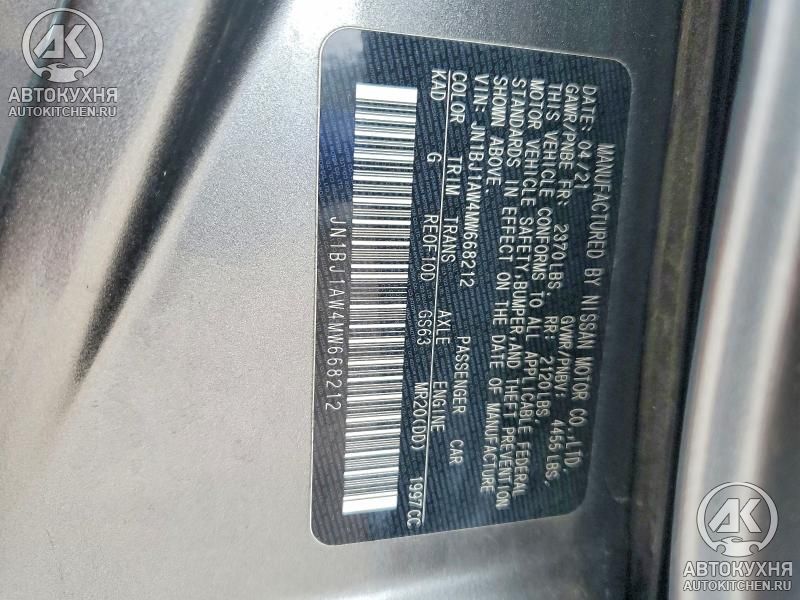 AK
АВТОКУХНЯ
AUTOKITCHEN.RU
MANUFACTURED BY NISSAN MOTOR CO.,LTD.
DATE: 04/21 GVWR/PNBV: 4455LBS.
GAWR/PNBE FR: 2370LBS. RR: 2120LBS.
THIS VEHICLE CONFORMS TO ALL APPLICABLE FEDERAL
MOTOR VEHICLE SAFETY,BUMPER,AND THEFT PREVENTION
STANDARDS IN EFFECT ON THE DATE OF MANUFACTURE
SHOWN ABOVE.
VIN: JN1BJ1AW4MW668212 PASSENGER CAR
COLOR TRIM TRANS AXLE ENGINE
KAD G RE0F10D GS63 MR20(DD) 1997CC
JN1BJ1AW4MW668212
AK
АВТОКУХНЯ
AUTOKITCHEN.RU